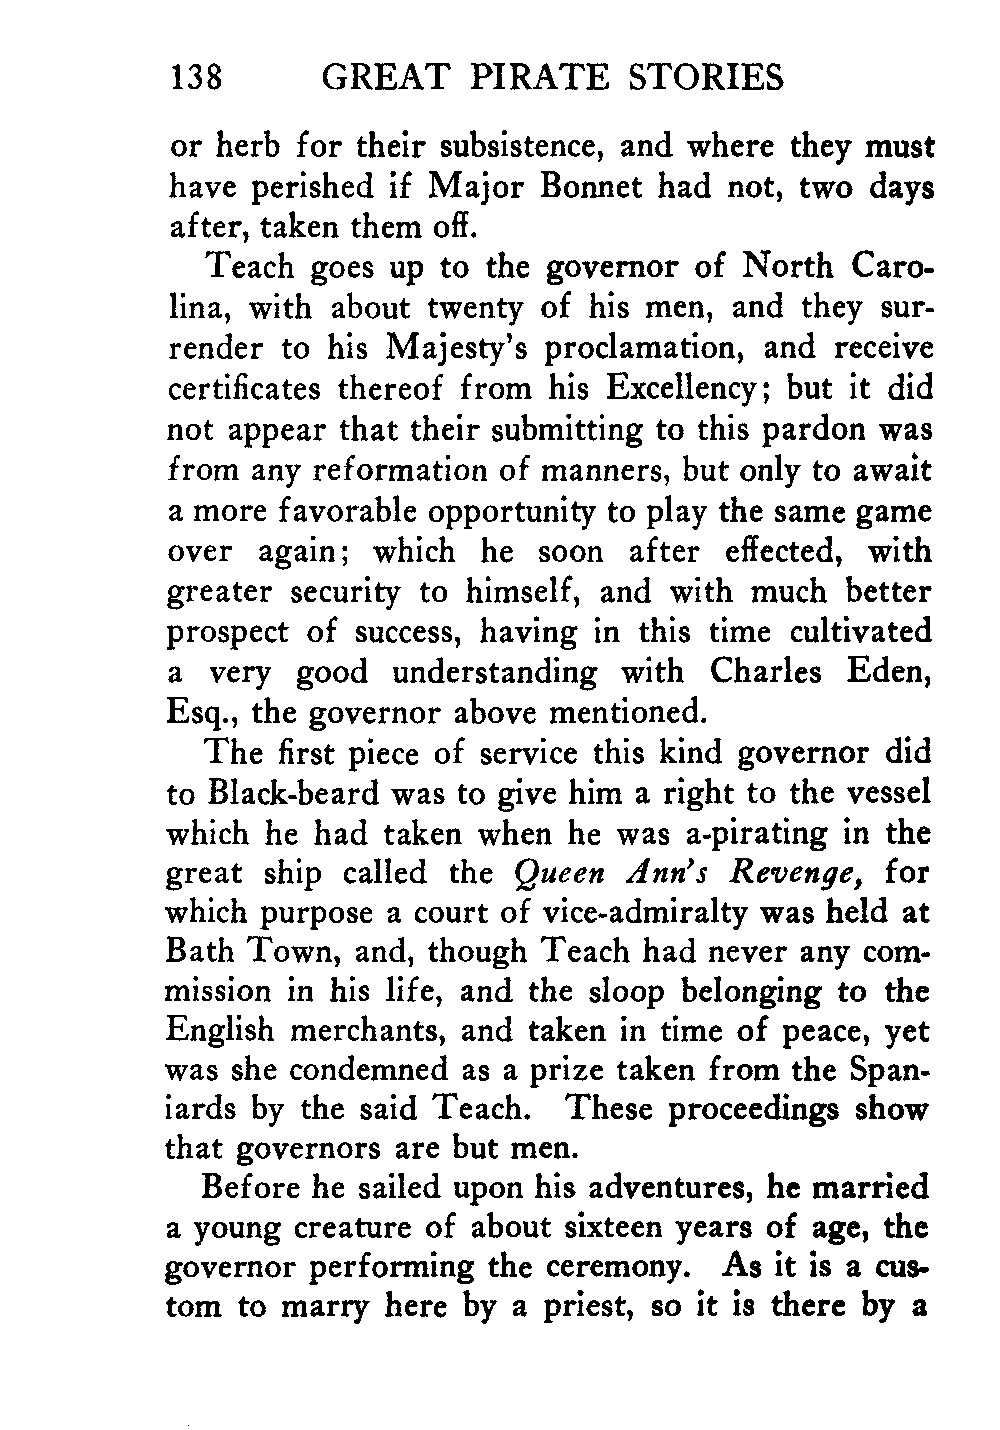 138 GREAT PIRATE STORIES
or herb for their subsistence, and where they must
have perished if Major Bonnet had not, two days
after, taken them off.
Teach goes up to the governor of North Caro-
lina, with about twenty of his men, and they sur-
render to his Majesty's proclamation, and receive
certificates thereof from his Excellency; but it did
not appear that their submitting to this pardon was
from any reformation of manners, but only to await
a more favorable opportunity to play the same game
over again; which he soon after effected, with
greater security to himself, and with much better
prospect of success, having in this time cultivated
a very good understanding with Charles Eden,
Esq., the governor above mentioned.
The first piece of service this kind governor did
to Black-beard was to give him a right to the vessel
which he had taken when he was a-pirating in the
great ship called the Queen Ann's Revenge, for
which purpose a court of vice-admiralty was held at
Bath Town, and, though Teach had never any com-
mission in his life, and the sloop belonging to the
English merchants, and taken in time of peace, yet
was she condemned as a prize taken from the Span-
iards by the said Teach. These proceedings show
that governors are but men.
Before he sailed upon his adventures, he married
a young creature of about sixteen years of age, the
governor performing the ceremony. As it is a cus-
tom to marry here by a priest, so it is there by a